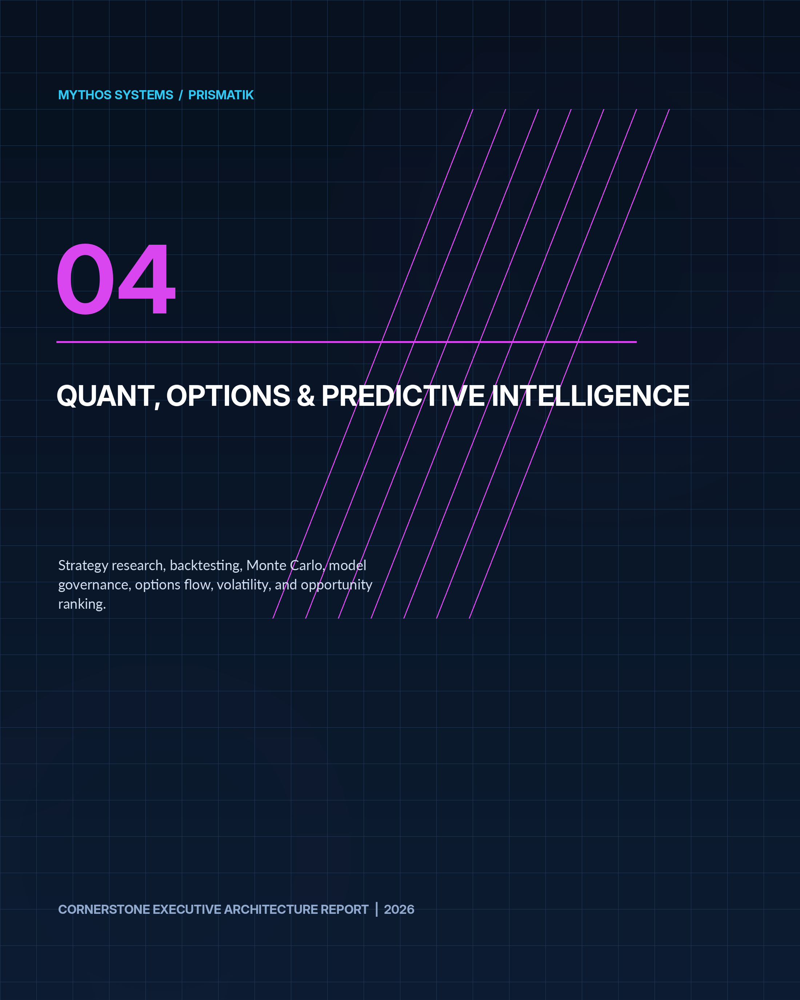 MYTHOS SYSTEMS / PRISMATIK
04
QUANT, OPTIONS & PREDICTIVE INTELLIGENCE
Strategy research, backtesting, Monte Carlo, model
governance, options flow, volatility, and opportunity
ranking.
CORNERSTONE EXECUTIVE ARCHITECTURE REPORT | 2026